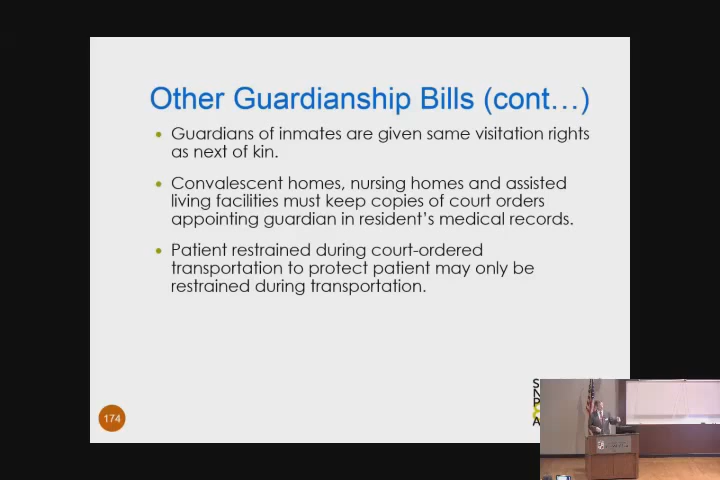 Other Guardianship Bills (cont…)
• Guardians of inmates are given same visitation rights
as next of kin.
• Convalescent homes, nursing homes and assisted
living facilities must keep copies of court orders
appointing guardian in resident's medical records.
• Patient restrained during court-ordered
transportation to protect patient may only be
restrained during transportation.
174
S
N
P
A